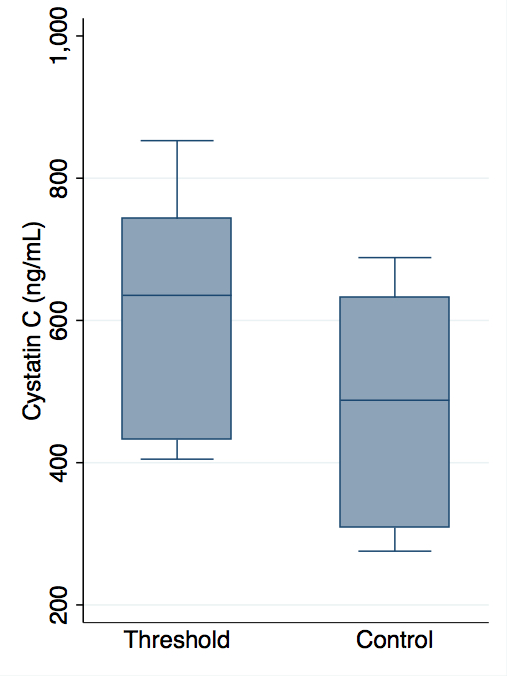 Cystatin C (ng/mL)
1,000
800
600
400
200
Threshold
Control